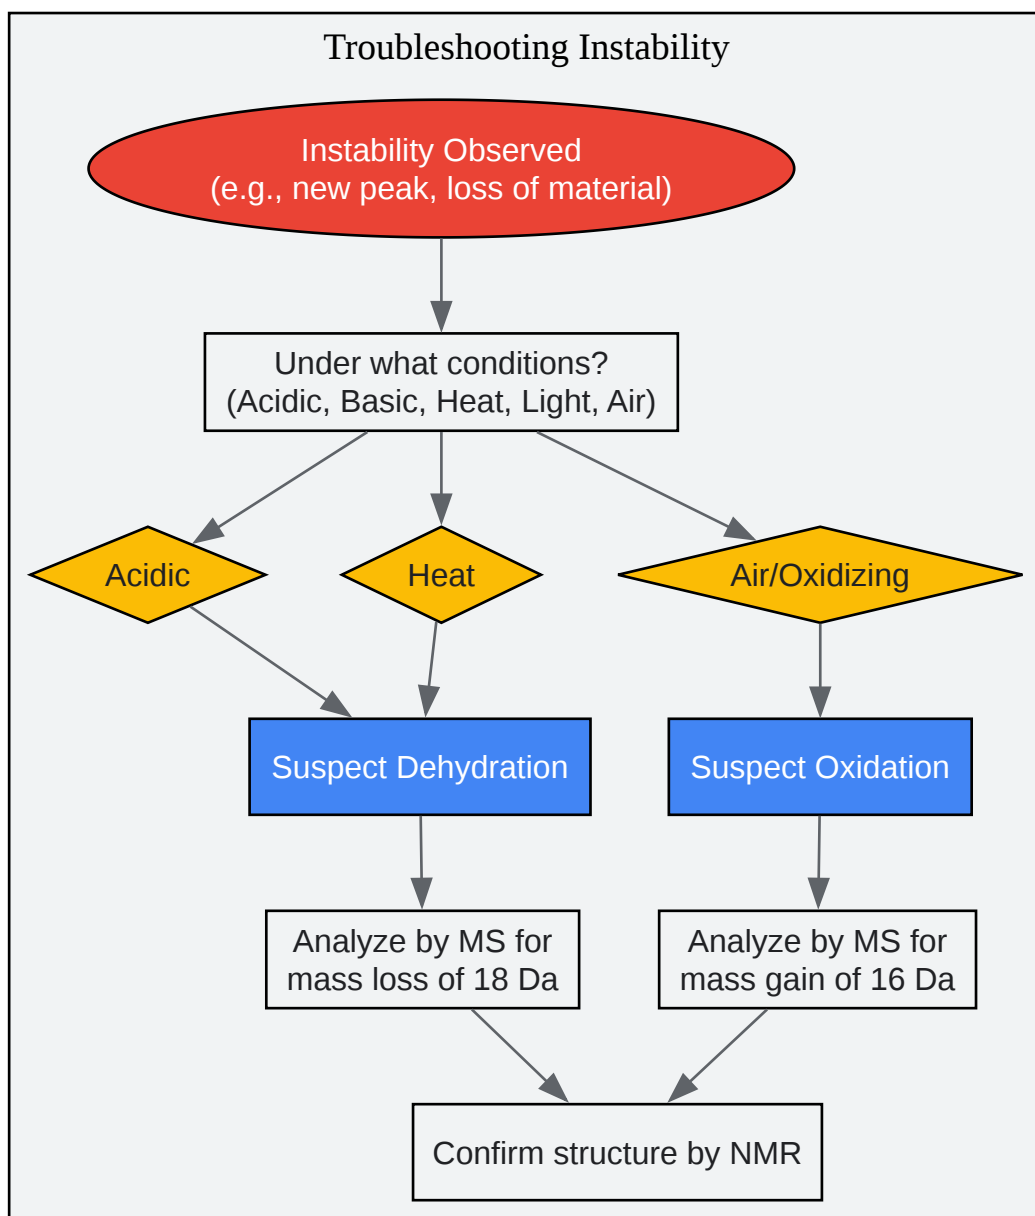 Troubleshooting Instability
Instability Observed
(e.g., new peak, loss of material)
Under what conditions?
(Acidic, Basic, Heat, Light, Air)
Acidic
Heat
Air/Oxidizing
Suspect Dehydration
Suspect Oxidation
Analyze by MS for
mass loss of 18 Da
Analyze by MS for
mass gain of 16 Da
Confirm structure by NMR